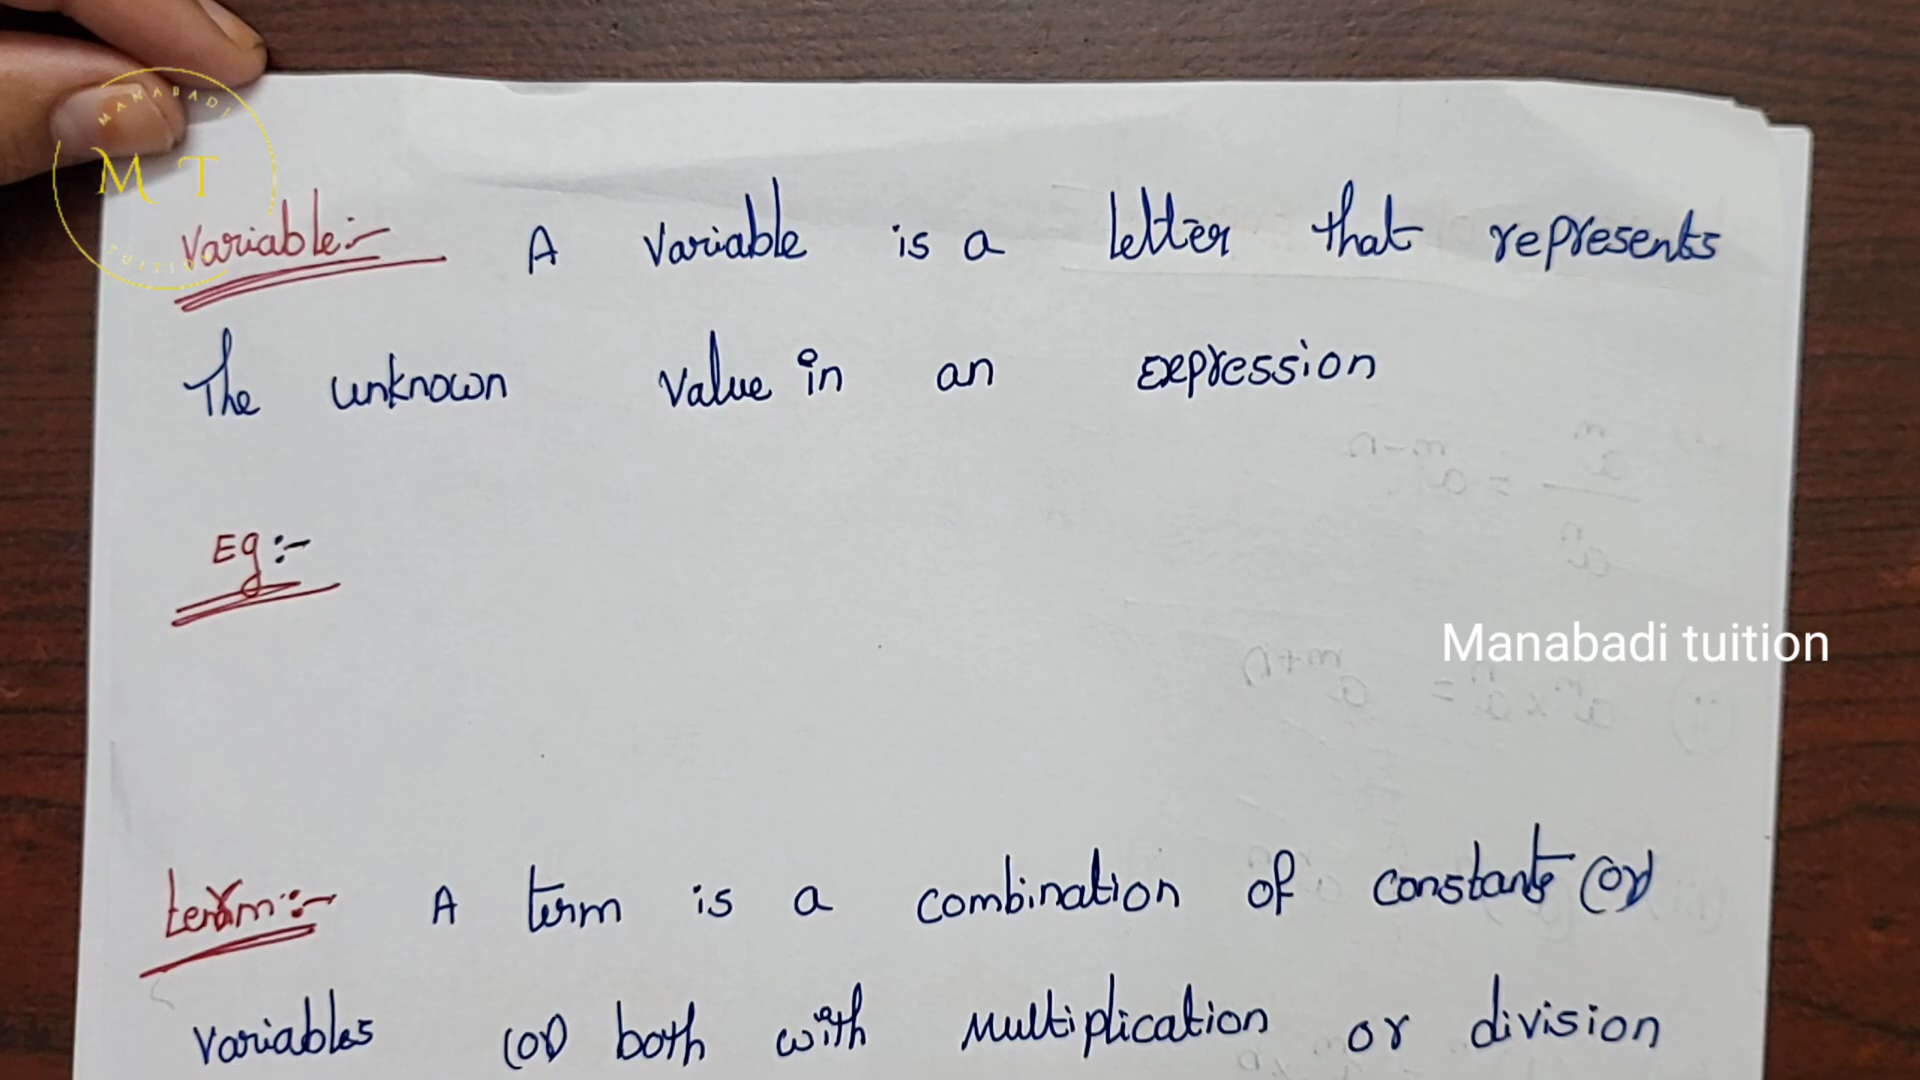 MANABADI
M T
TUITION
Variable:- A variable is a letter that represents
The unknown value in an expression
Eg:-
Manabadi tuition
term:- A term is a combination of constants (or)
variables (or) both with multiplication or division